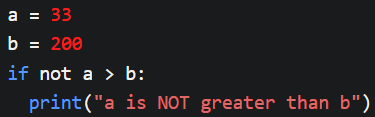 a = 33
b = 200
if not a > b:
  print("a is NOT greater than b")